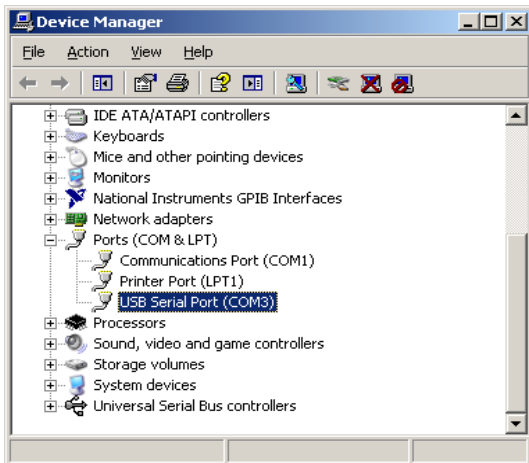 Device Manager
File Action View Help
IDE ATA/ATAPI controllers
Keyboards
Mice and other pointing devices
Monitors
National Instruments GPIB Interfaces
Network adapters
Ports (COM & LPT)
Communications Port (COM1)
Printer Port (LPT1)
USB Serial Port (COM3)
Processors
Sound, video and game controllers
Storage volumes
System devices
Universal Serial Bus controllers